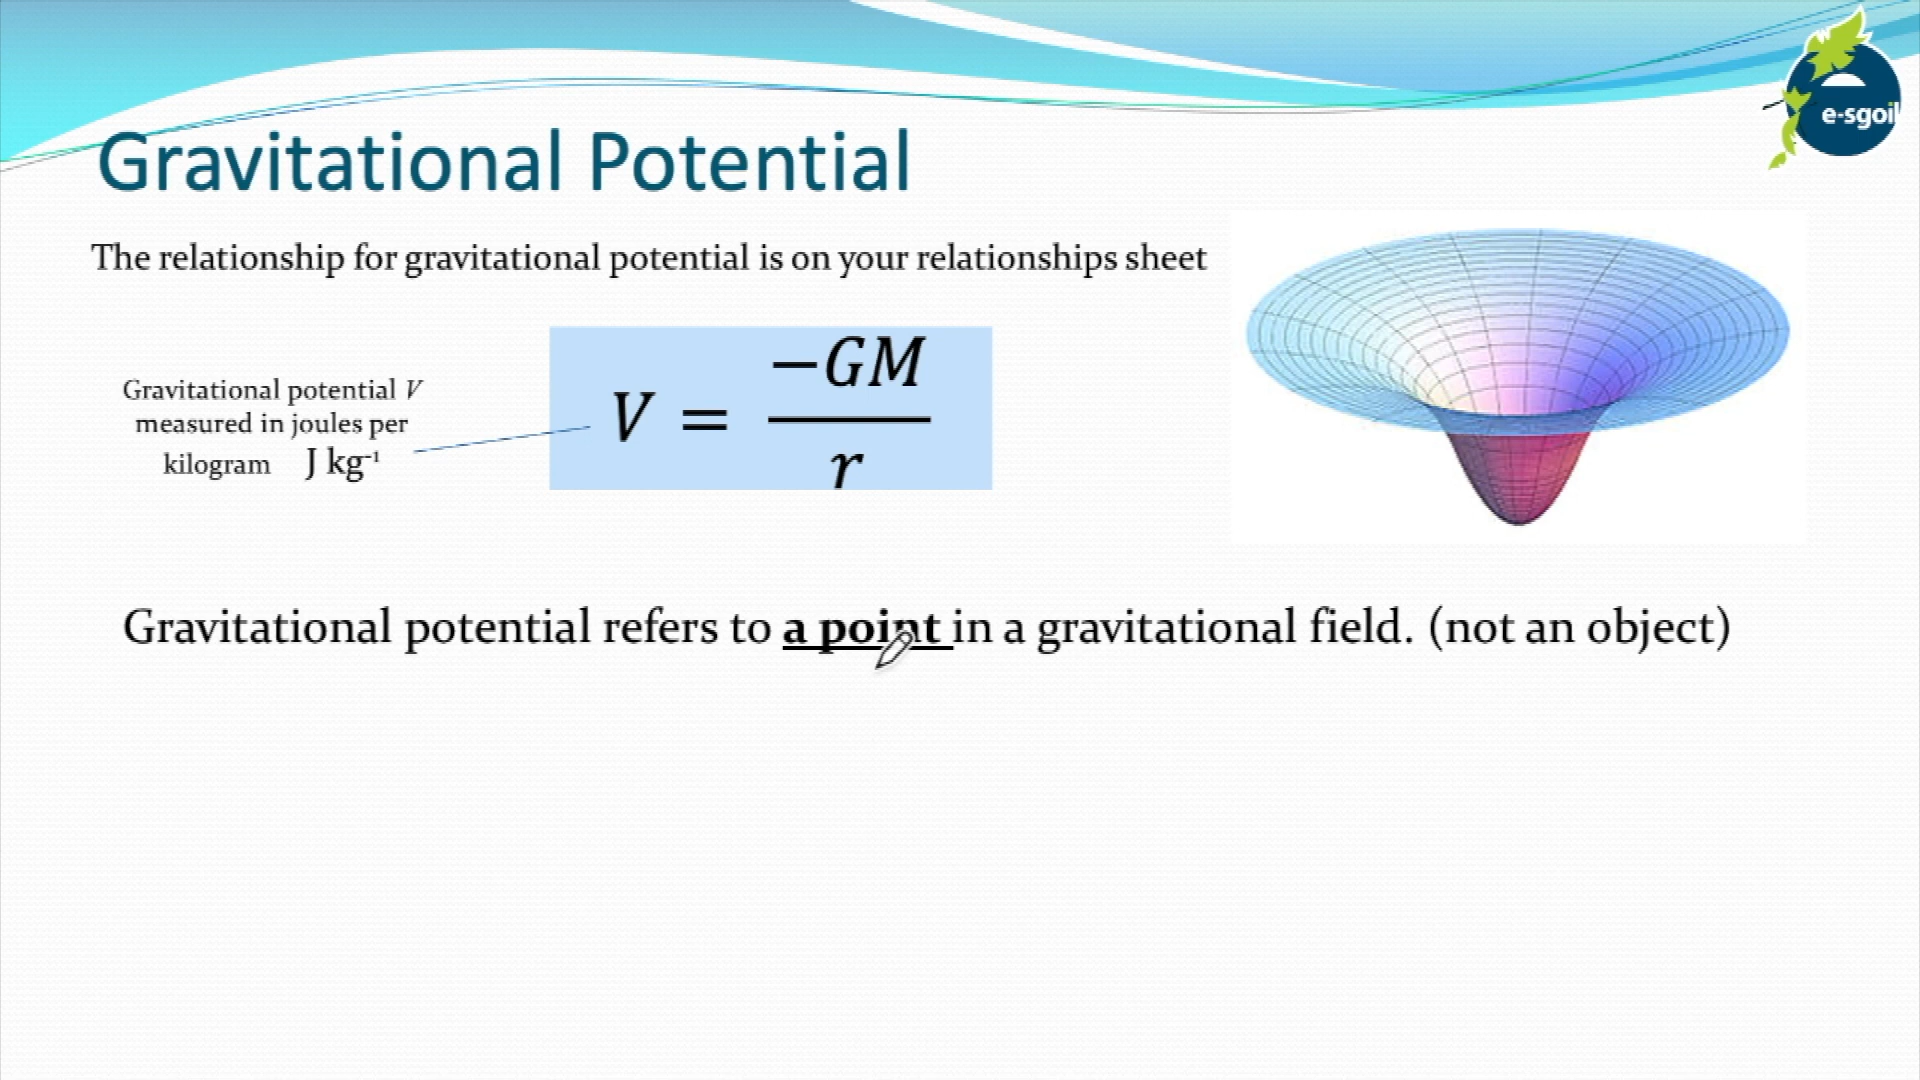 e-sgoil
Gravitational Potential
The relationship for gravitational potential is on your relationships sheet
Gravitational potential V
measured in joules per
kilogram J kg⁻¹
V = −GM / r
Gravitational potential refers to a point in a gravitational field. (not an object)